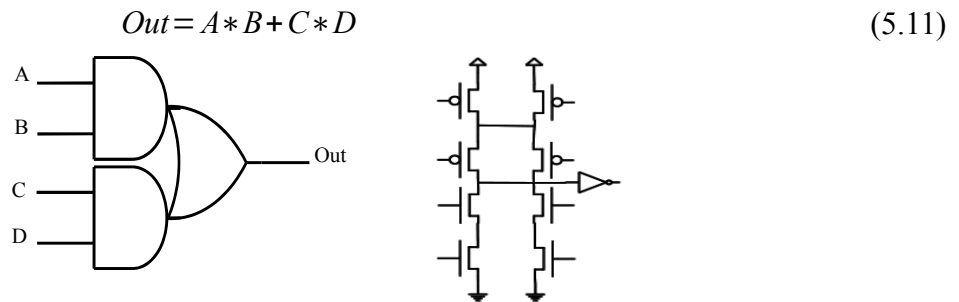 Out = A∗B + C∗D (5.11)
A
B
Out
C
D